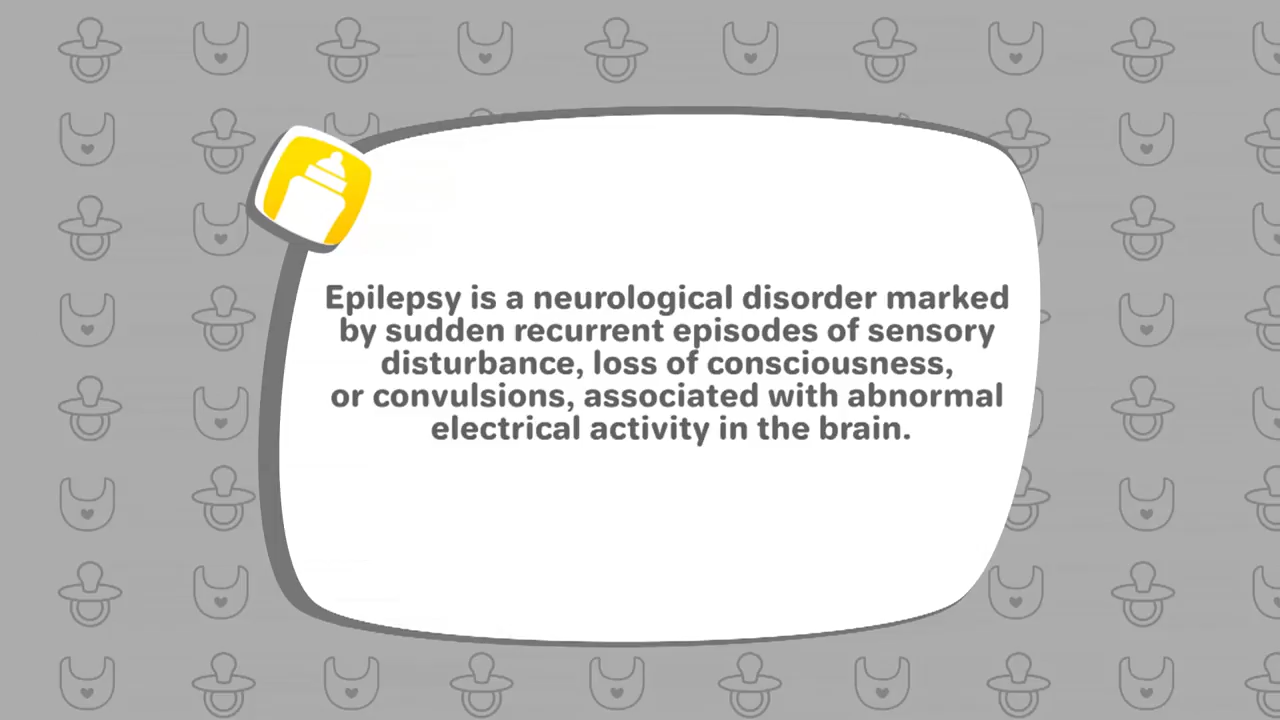 Epilepsy is a neurological disorder marked
by sudden recurrent episodes of sensory
disturbance, loss of consciousness,
or convulsions, associated with abnormal
electrical activity in the brain.